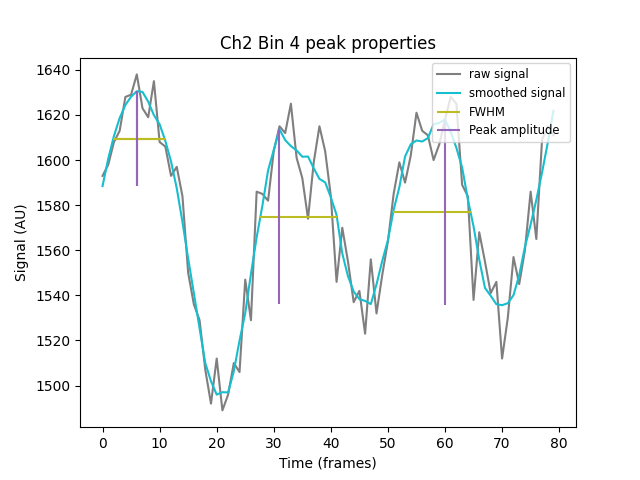 Ch2 Bin 4 peak properties
raw signal
smoothed signal
FWHM
Peak amplitude
Signal (AU)
1640
1620
1600
1580
1560
1540
1520
1500
0 10 20 30 40 50 60 70 80
Time (frames)